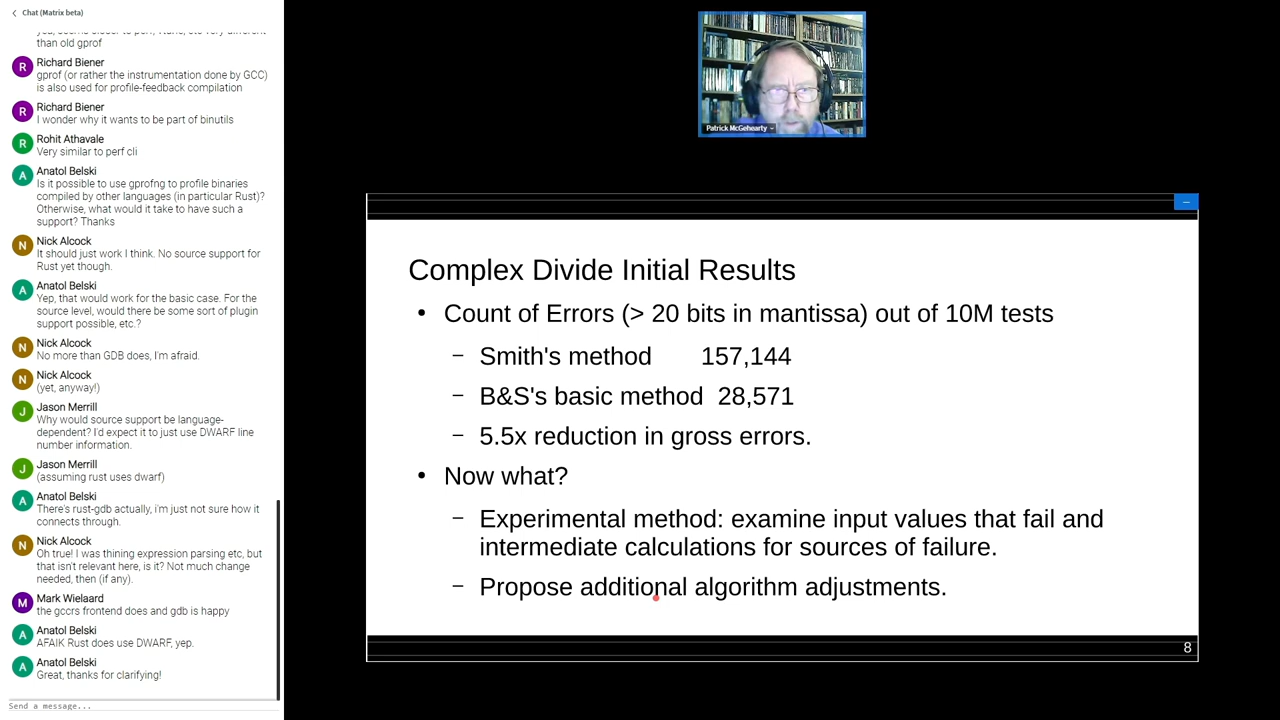 Chat (Matrix beta)
than old gprof
R
Richard Biener
gprof (or rather the instrumentation done by GCC)
is also used for profile-feedback compilation
R
Richard Biener
I wonder why it wants to be part of binutils
R
Rohit Athavale
Very similar to perf cli
A
Anatol Belski
Is it possible to use gprofng to profile binaries
compiled by other languages (in particular Rust)?
Otherwise, what would it take to have such a
support? Thanks
N
Nick Alcock
It should just work I think. No source support for
Rust yet though.
A
Anatol Belski
Yep, that would work for the basic case. For the
source level, would there be some sort of plugin
support possible, etc.?
N
Nick Alcock
No more than GDB does, I'm afraid.
N
Nick Alcock
(yet, anyway!)
J
Jason Merrill
Why would source support be language-
dependent? I'd expect it to just use DWARF line
number information.
J
Jason Merrill
(assuming rust uses dwarf)
A
Anatol Belski
There's rust-gdb actually, i'm just not sure how it
connects through.
N
Nick Alcock
Oh true! I was thining expression parsing etc, but
that isn't relevant here, is it? Not much change
needed, then (if any).
M
Mark Wielaard
the gccrs frontend does and gdb is happy
A
Anatol Belski
AFAIK Rust does use DWARF, yep.
A
Anatol Belski
Great, thanks for clarifying!
Send a message...
Patrick McGehearty
Complex Divide Initial Results
• Count of Errors (> 20 bits in mantissa) out of 10M tests
– Smith's method 157,144
– B&S's basic method 28,571
– 5.5x reduction in gross errors.
• Now what?
– Experimental method: examine input values that fail and
intermediate calculations for sources of failure.
– Propose additional algorithm adjustments.
8